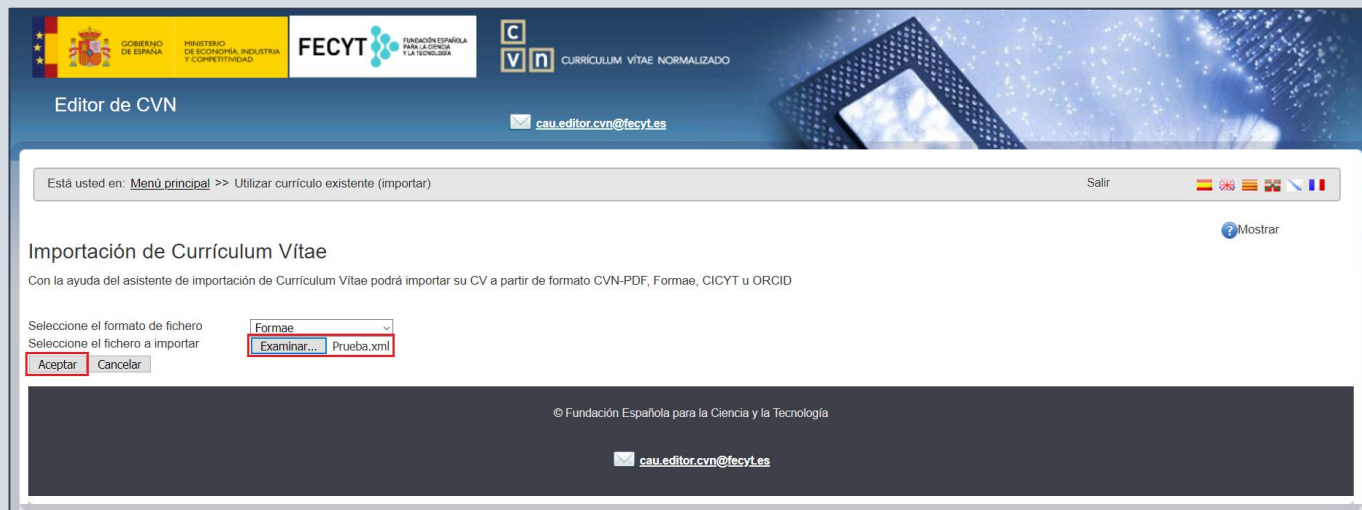 GOBIERNO
DE ESPAÑA
MINISTERIO
DE ECONOMÍA, INDUSTRIA
Y COMPETITIVIDAD
FECYT
FUNDACIÓN ESPAÑOLA
PARA LA CIENCIA
Y LA TECNOLOGÍA
C
V n CURRÍCULUM VÍTAE NORMALIZADO
Editor de CVN
cau.editor.cvn@fecyt.es
Está usted en: Menú principal >> Utilizar currículo existente (importar)
Salir
?Mostrar
Importación de Currículum Vítae
Con la ayuda del asistente de importación de Currículum Vítae podrá importar su CV a partir de formato CVN-PDF, Formae, CICYT u ORCID
Seleccione el formato de fichero Formae
Seleccione el fichero a importar Examinar... Prueba.xml
Aceptar Cancelar
© Fundación Española para la Ciencia y la Tecnología
cau.editor.cvn@fecyt.es